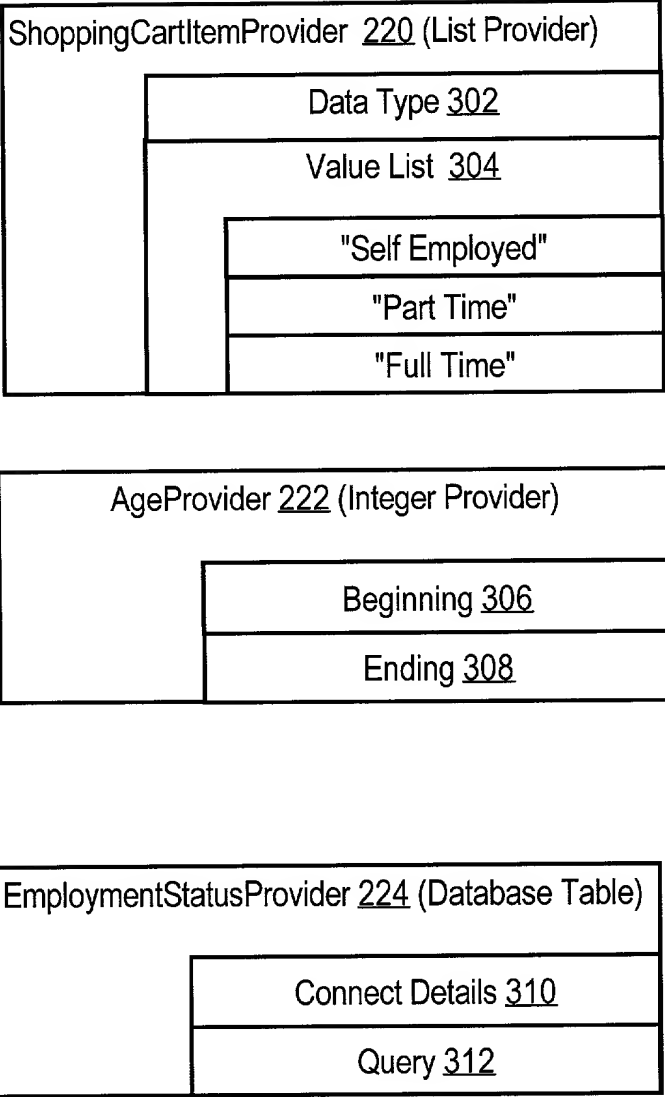 ShoppingCartItemProvider 220 (List Provider)
Data Type 302
Value List 304
"Self Employed"
"Part Time"
"Full Time"
AgeProvider 222 (Integer Provider)
Beginning 306
Ending 308
EmploymentStatusProvider 224 (Database Table)
Connect Details 310
Query 312